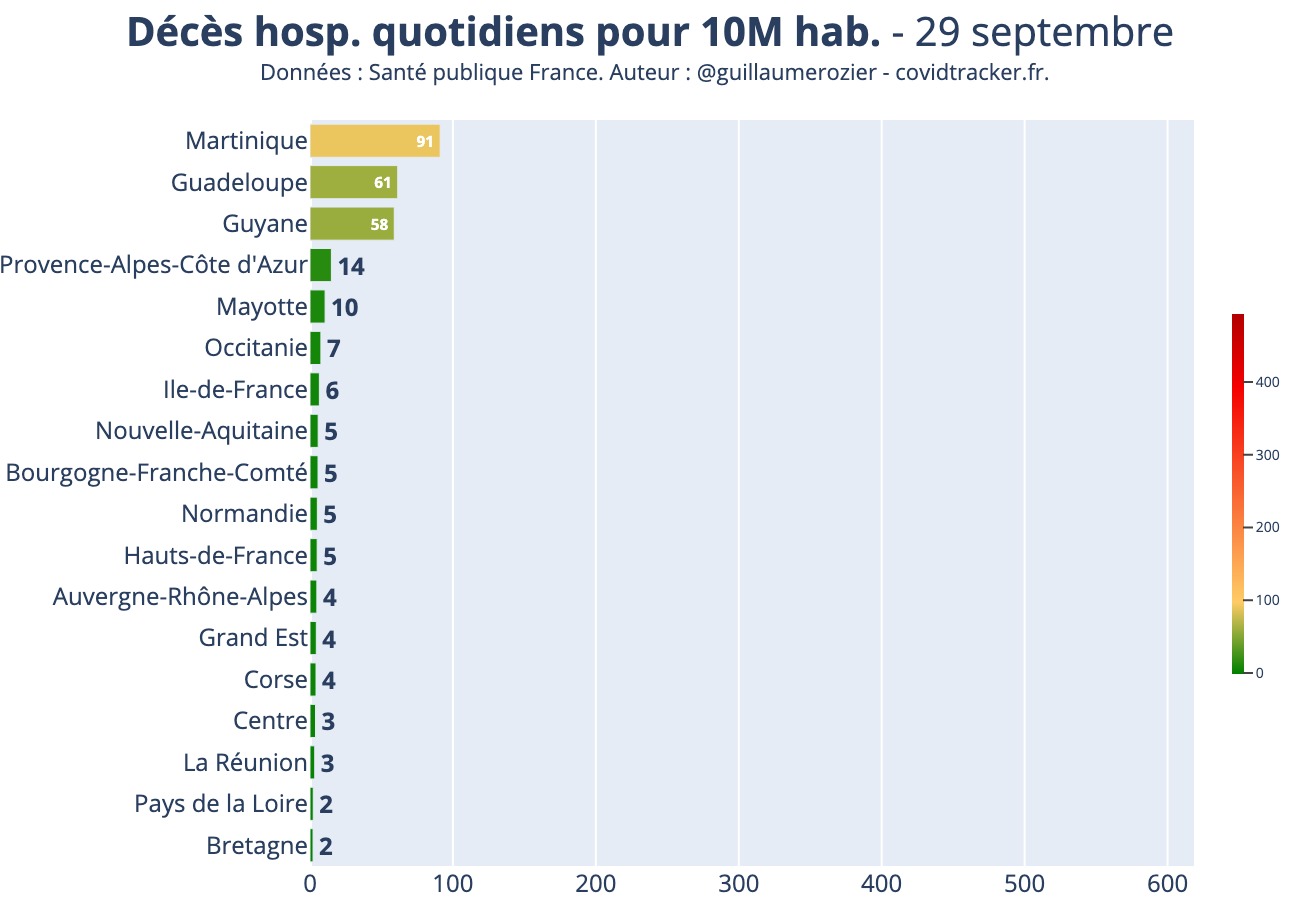 Décès hosp. quotidiens pour 10M hab. - 29 septembre
Données : Santé publique France. Auteur : @guillaumerozier - covidtracker.fr.
Martinique 91
Guadeloupe 61
Guyane 58
Provence-Alpes-Côte d'Azur 14
Mayotte 10
Occitanie 7
Ile-de-France 6
Nouvelle-Aquitaine 5
Bourgogne-Franche-Comté 5
Normandie 5
Hauts-de-France 5
Auvergne-Rhône-Alpes 4
Grand Est 4
Corse 4
Centre 3
La Réunion 3
Pays de la Loire 2
Bretagne 2
0 100 200 300 400 500 600
400
300
200
100
0